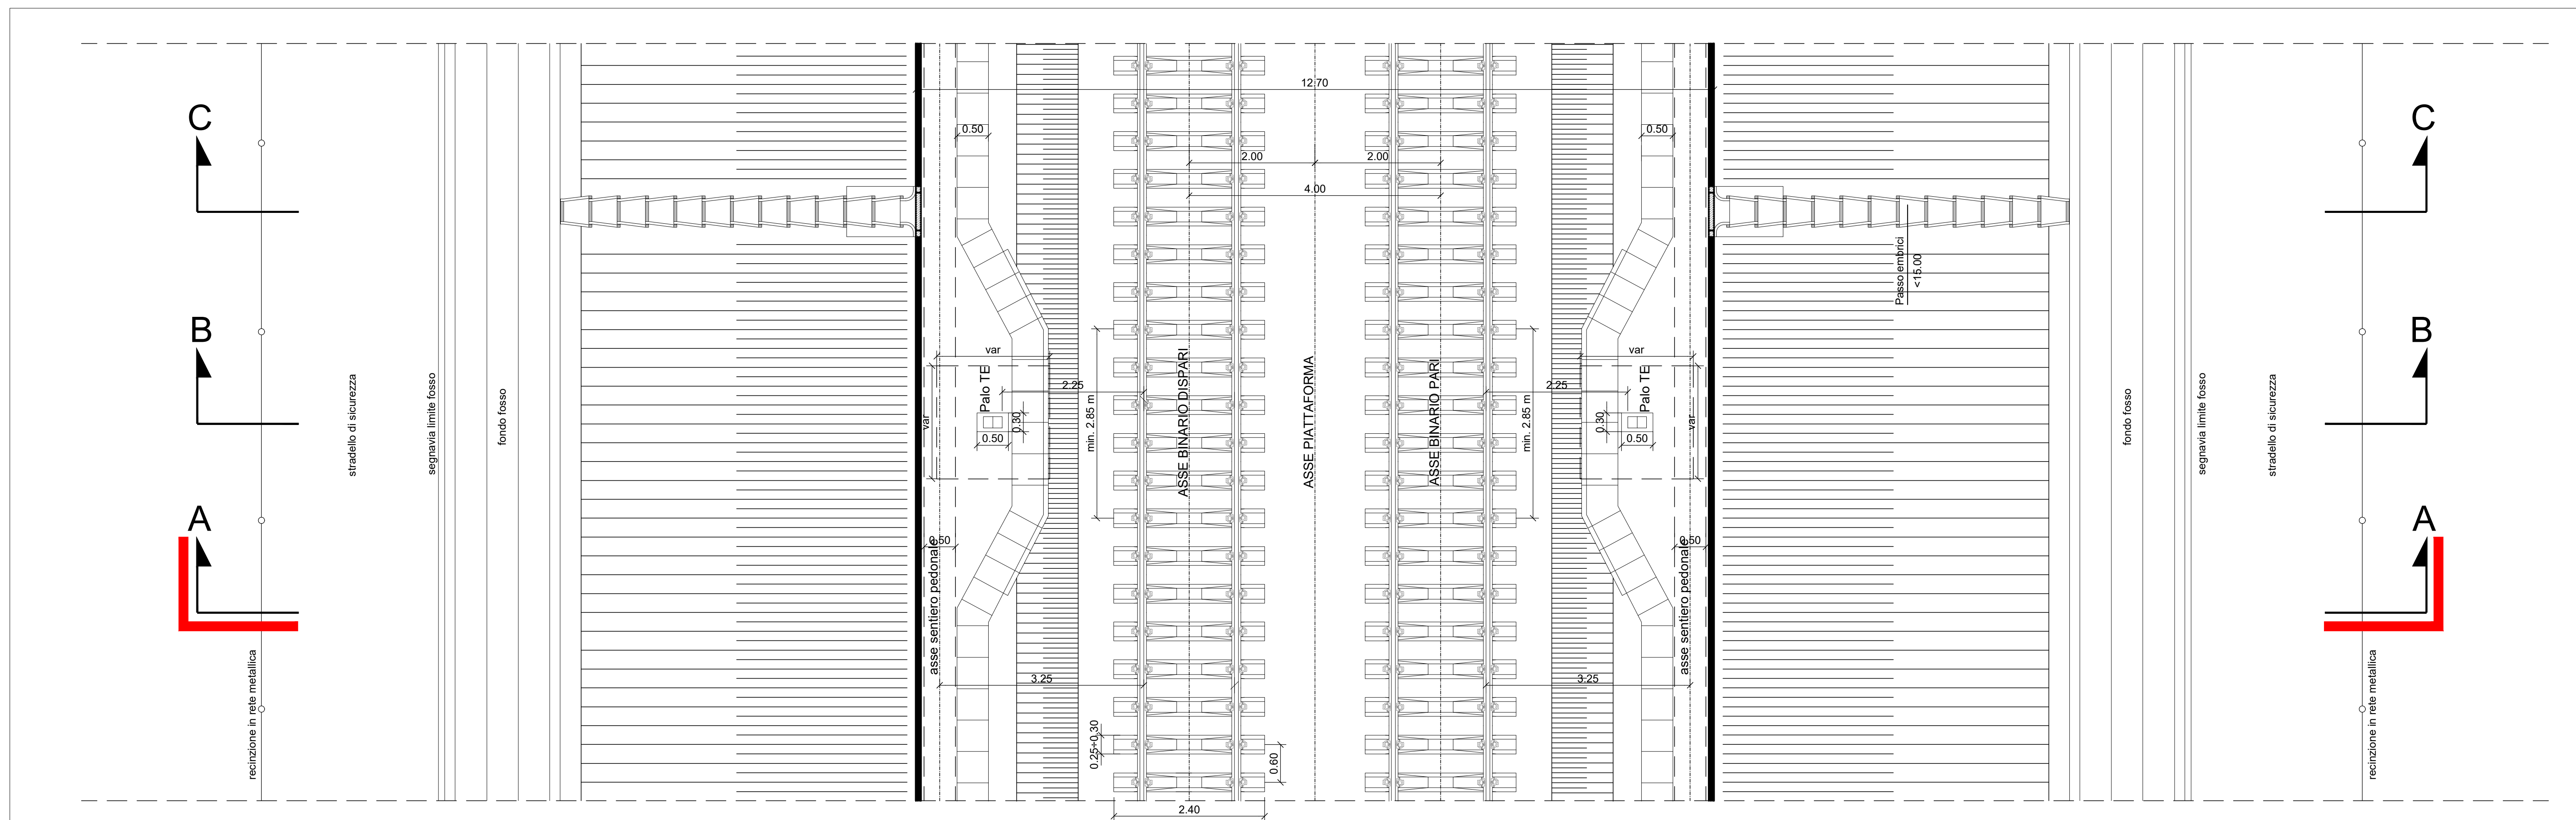 12.70
C
C
0.50
0.50
2.00
2.00
4.00
Passo embrici
<15.00
B
B
var
var
Palo TE
Palo TE
2.25
2.25
var
var
0.30
0.30
0.50
0.50
min. 2.85 m
min. 2.85 m
ASSE BINARIO DISPARI
ASSE PIATTAFORMA
ASSE BINARIO PARI
stradello di sicurezza
segnavia limite fosso
fondo fosso
fondo fosso
segnavia limite fosso
stradello di sicurezza
A
A
0.50
0.50
asse sentiero pedonale
asse sentiero pedonale
3.25
3.25
recinzione in rete metallica
recinzione in rete metallica
0.25÷0.30
0.60
2.40